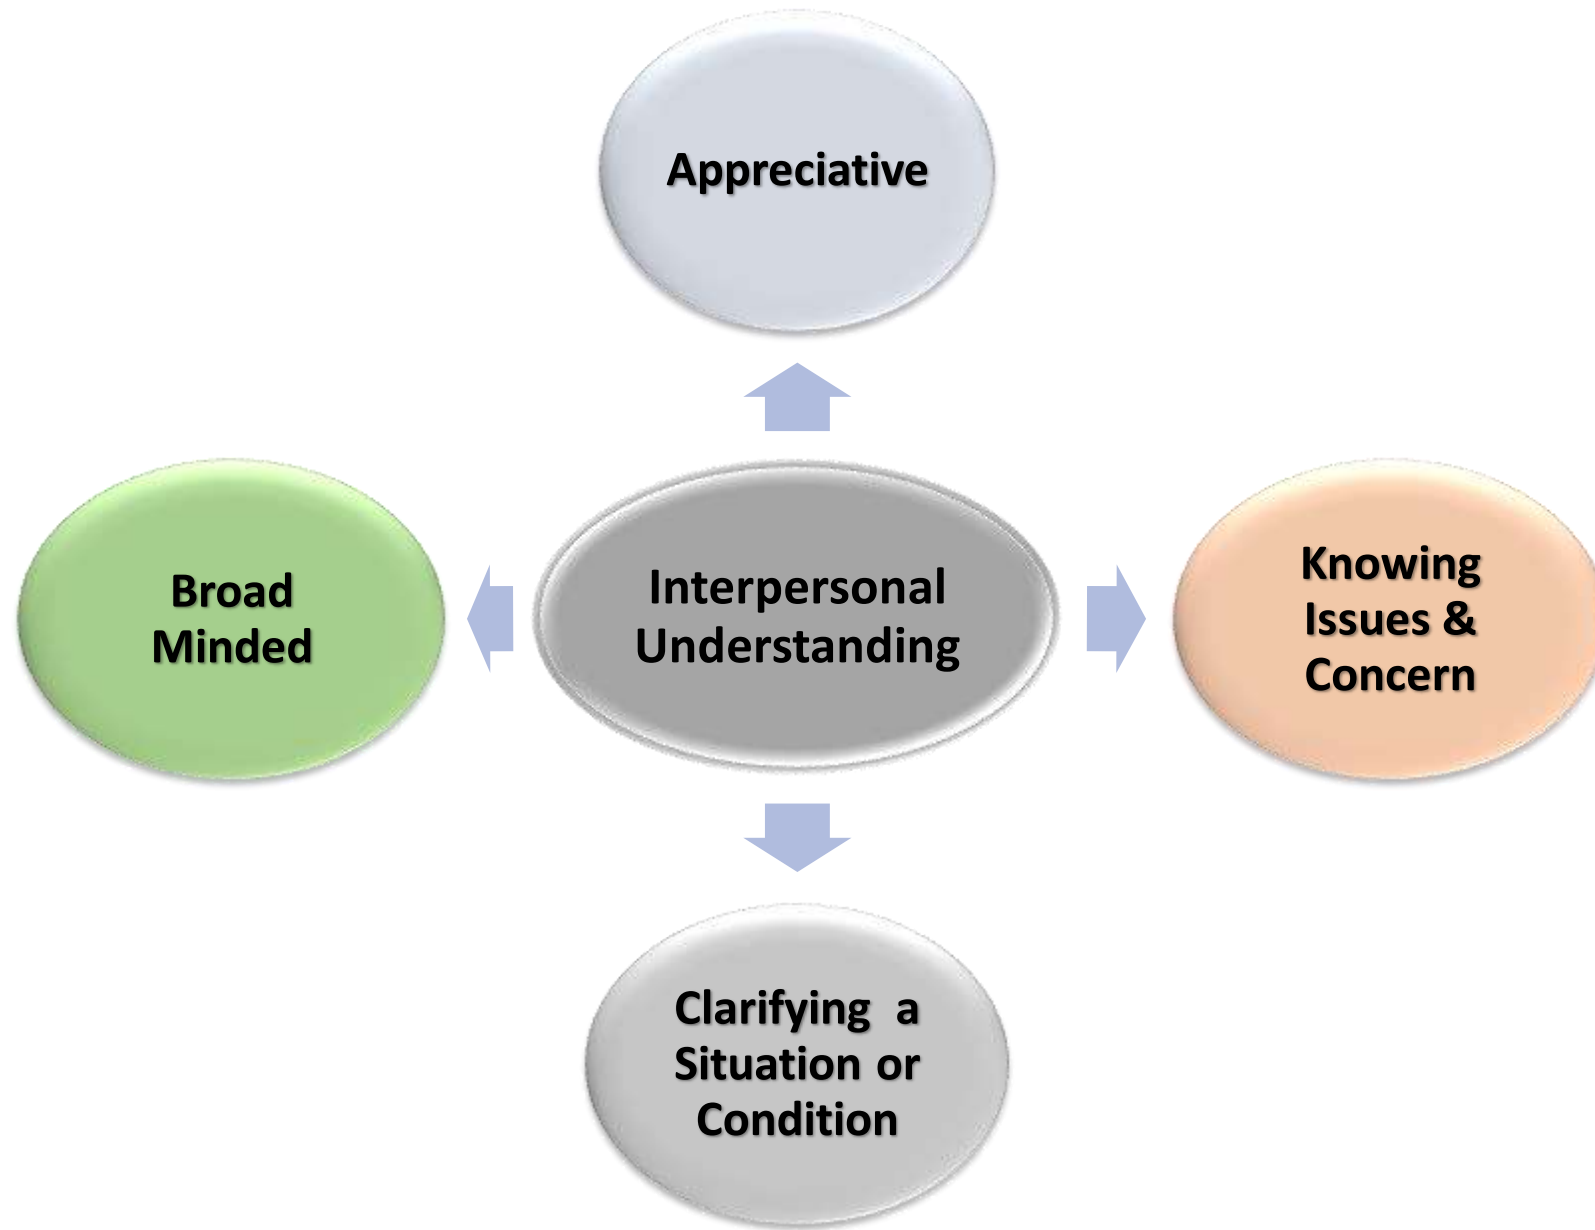 Appreciative
Broad
Minded
Interpersonal
Understanding
Knowing
Issues &
Concern
Clarifying a
Situation or
Condition